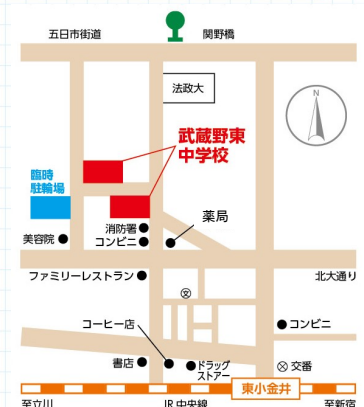 五日市街道
関野橋
法政大
N
武蔵野東
中学校
臨時
駐輪場
薬局
消防署
コンビニ
美容院
ファミリーレストラン
北大通り
文
コーヒー店
コンビニ
書店
ドラッグ
ストアー
交番
東小金井
至立川
JR中央線
至新宿